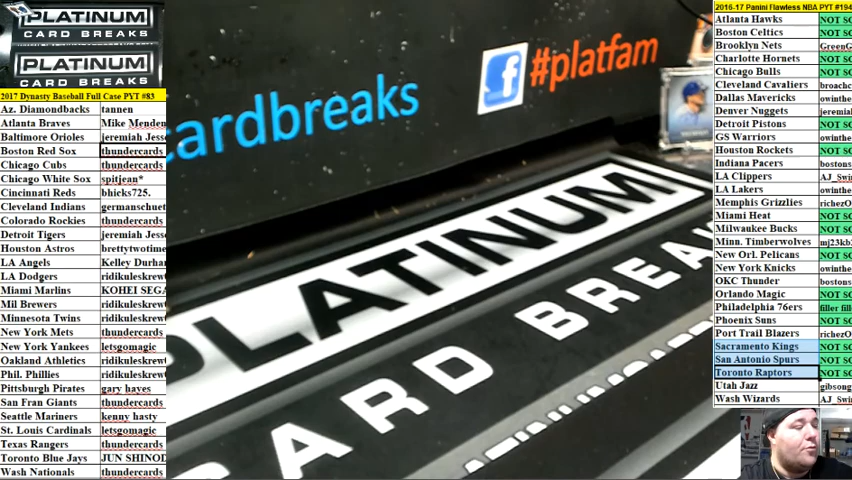 PLATINUM
CARD BREAKS
PLATINUM
CARD BREAKS
2017 Dynasty Baseball Full Case PYT #83
Az. Diamondbacks tannen
Atlanta Braves Mike Menden
Baltimore Orioles jeremiah Jesse
Boston Red Sox thundercards
Chicago Cubs thundercards
Chicago White Sox spitjean*
Cincinnati Reds bhicks725.
Cleveland Indians germanschuet
Colorado Rockies thundercards
Detroit Tigers jeremiah Jesse
Houston Astros brettytwotime
LA Angels Kelley Durha
LA Dodgers ridikuleskrew
Miami Marlins KOHEI SEGA
Mil Brewers ridikuleskrew
Minnesota Twins ridikuleskrew
New York Mets thundercards
New York Yankees letsgomagic
Oakland Athletics ridikuleskrew
Phil. Phillies ridikuleskrew
Pittsburgh Pirates gary hayes
San Fran Giants thundercards
Seattle Mariners kenny hasty
St. Louis Cardinals letsgomagic
Texas Rangers thundercards
Toronto Blue Jays JUN SHINOD
Wash Nationals thundercards
cardbreaks
f #platfam
PLATINUM
CARD BREA
CARD
2016-17 Panini Flawless NBA PYT #194
Atlanta Hawks NOT SO
Boston Celtics NOT SO
Brooklyn Nets GreenG
Charlotte Hornets NOT SO
Chicago Bulls NOT SO
Cleveland Cavaliers broach
Dallas Mavericks owinthe
Denver Nuggets jeremia
Detroit Pistons NOT SO
GS Warriors owinthe
Houston Rockets NOT SO
Indiana Pacers bostons
LA Clippers AJ_Swi
LA Lakers owinthe
Memphis Grizzlies richezO
Miami Heat NOT SO
Milwaukee Bucks NOT SO
Minn. Timberwolves mj23kb
New Orl. Pelicans NOT SO
New York Knicks owinthe
OKC Thunder bostons
Orlando Magic NOT SO
Philadelphia 76ers filler fill
Phoenix Suns NOT SO
Port Trail Blazers richezO
Sacramento Kings NOT SO
San Antonio Spurs NOT SO
Toronto Raptors NOT SO
Utah Jazz gibsong
Wash Wizards AJ_Swi